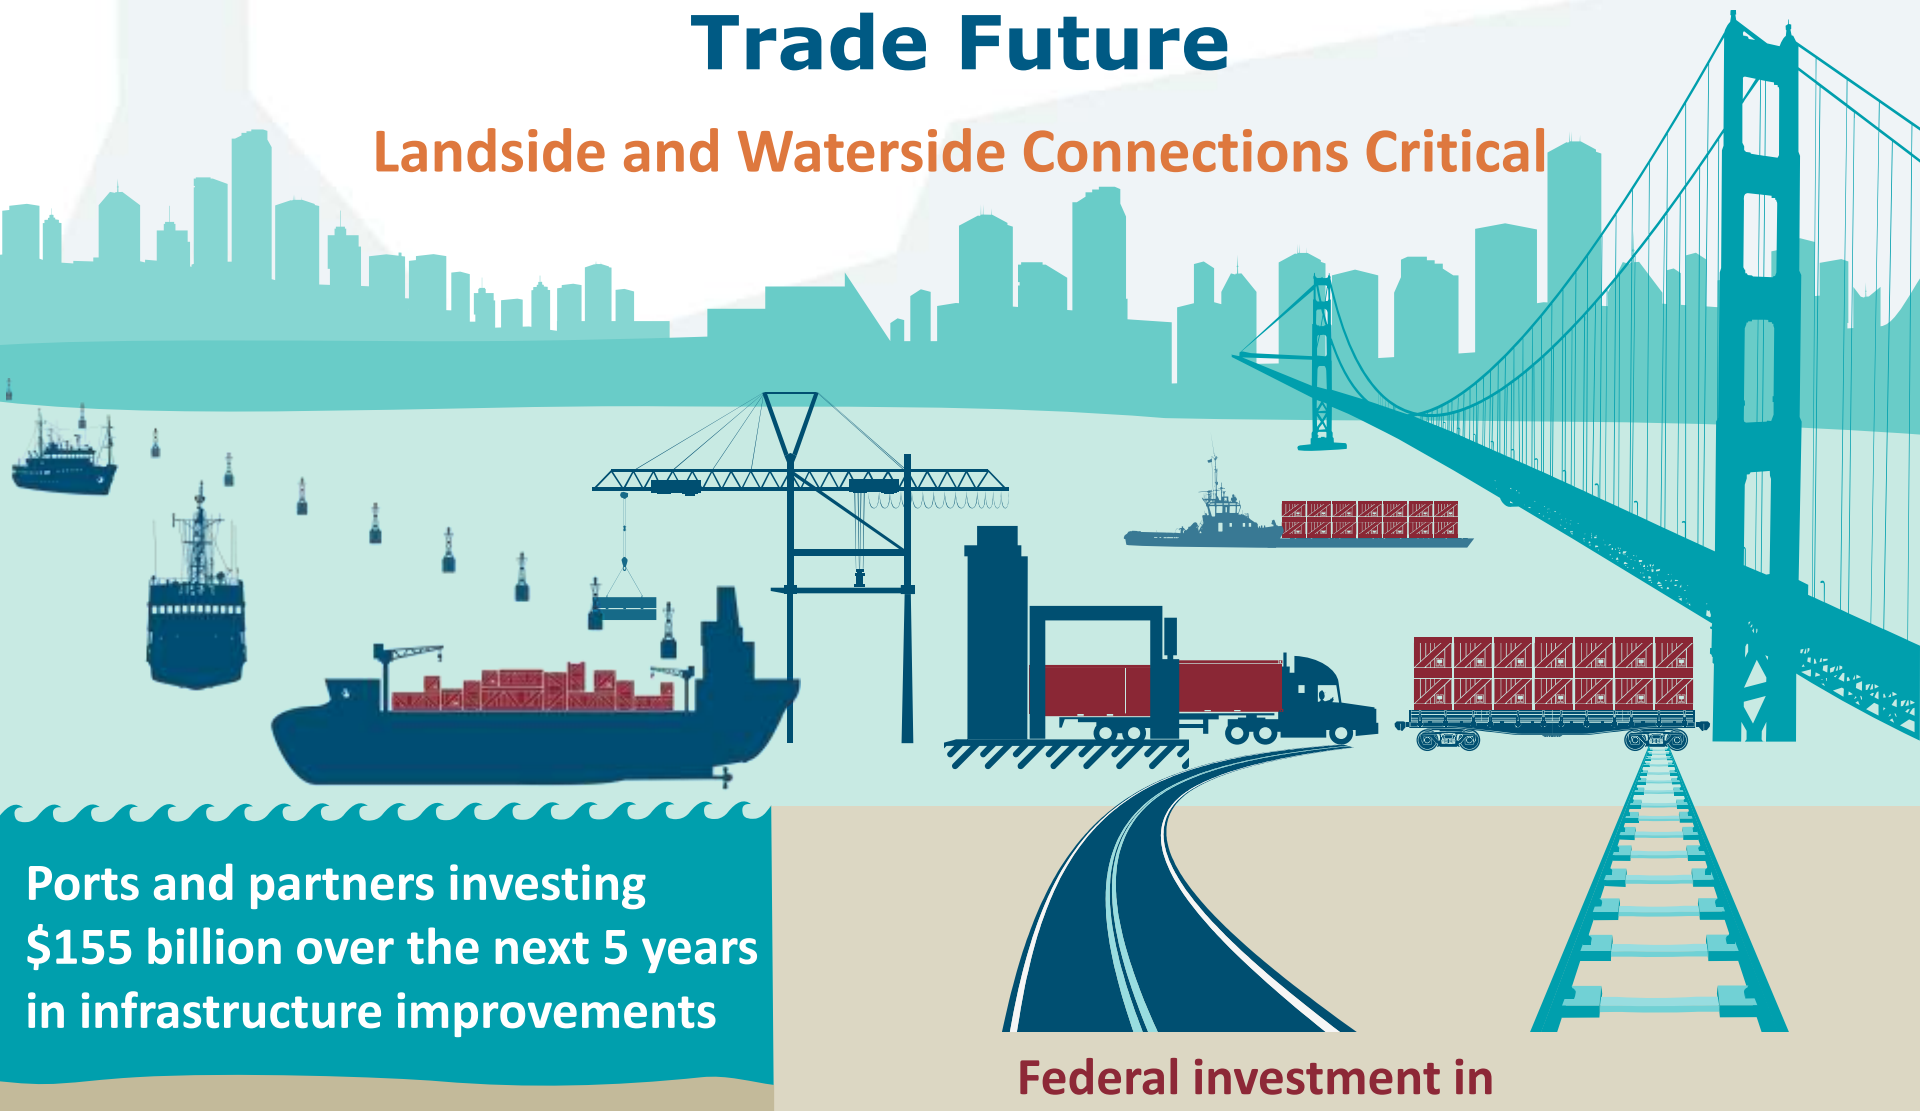 Trade Future
Landside and Waterside Connections Critical
Ports and partners investing
$155 billion over the next 5 years
in infrastructure improvements
Federal investment in